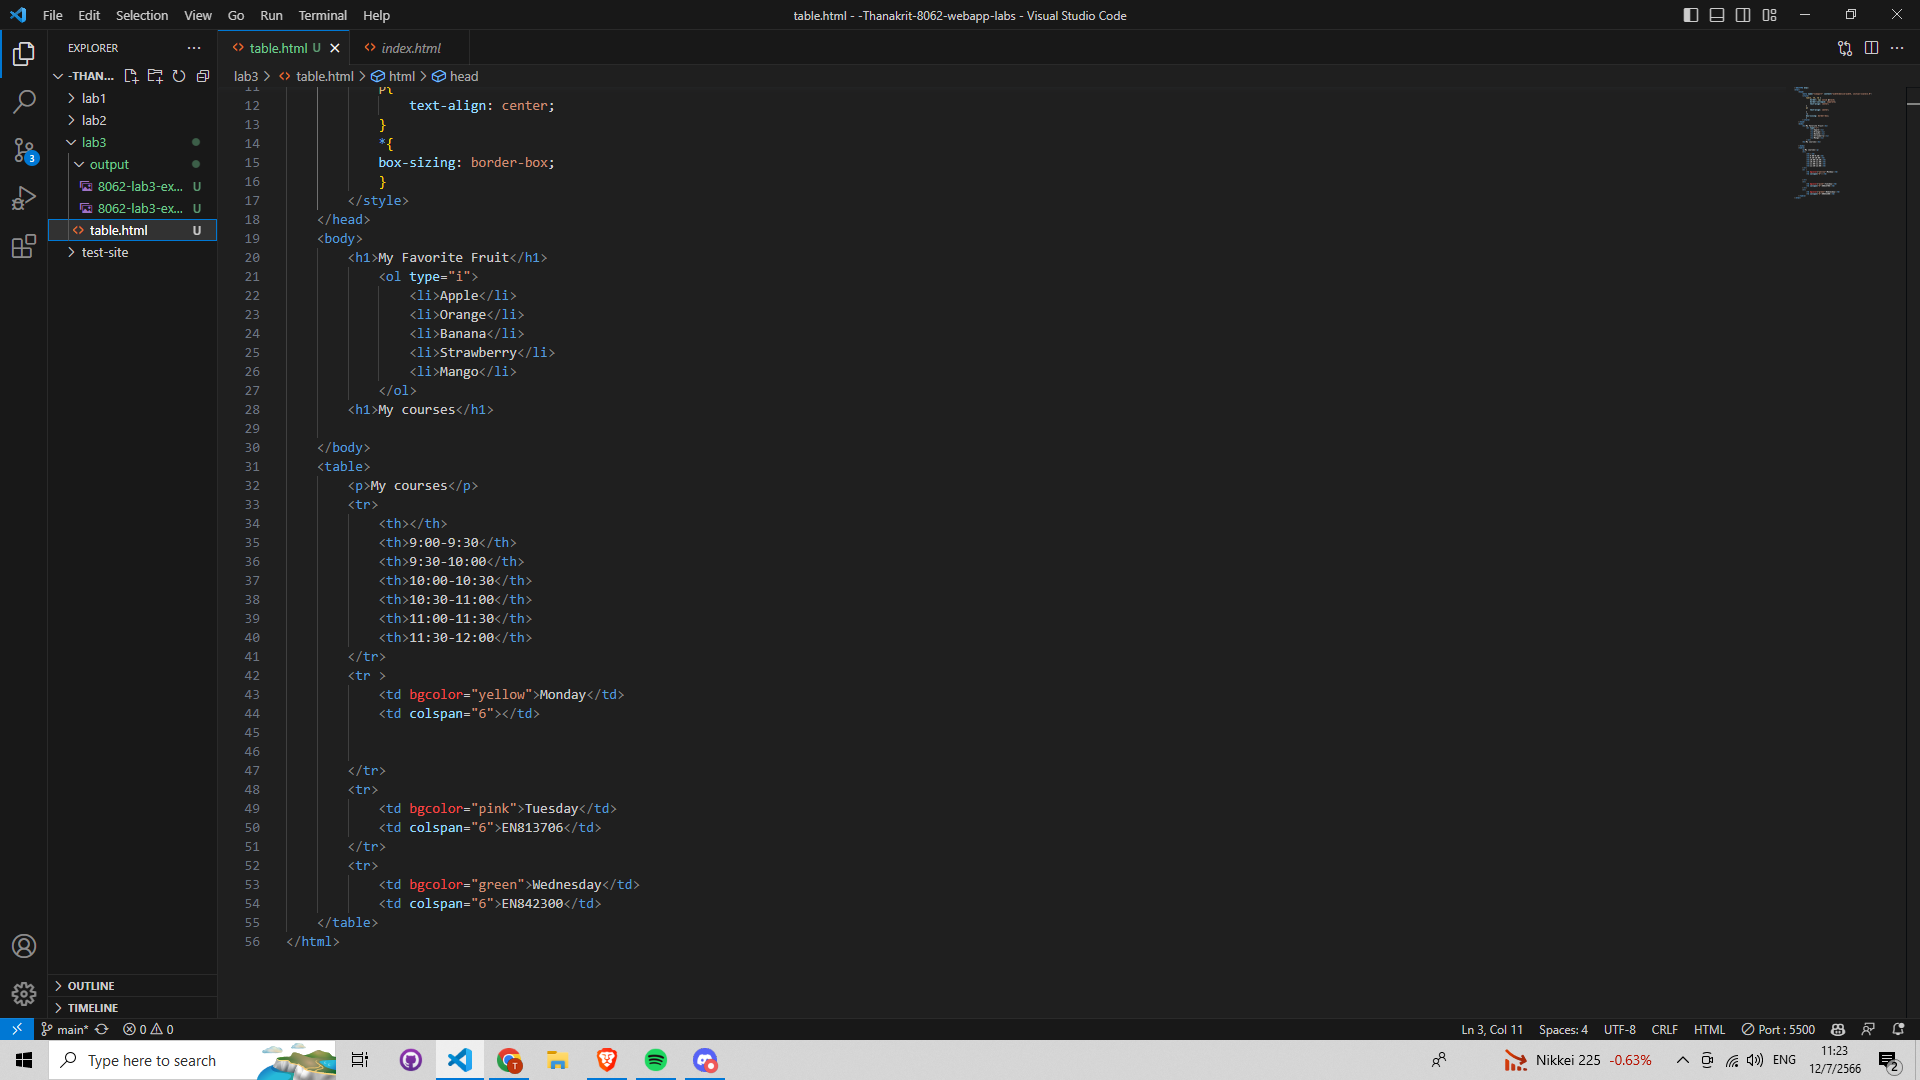 File Edit Selection View Go Run Terminal Help
table.html - -Thanakrit-8062-webapp-labs - Visual Studio Code
EXPLORER
-THAN...
lab1
lab2
lab3
output
8062-lab3-ex... U
8062-lab3-ex... U
table.html U
test-site
OUTLINE
TIMELINE
table.html U
index.html
lab3 > table.html > html > head
11 p{
12 text-align: center;
13 }
14 *{
15 box-sizing: border-box;
16 }
17 </style>
18 </head>
19 <body>
20 <h1>My Favorite Fruit</h1>
21 <ol type="i">
22 <li>Apple</li>
23 <li>Orange</li>
24 <li>Banana</li>
25 <li>Strawberry</li>
26 <li>Mango</li>
27 </ol>
28 <h1>My courses</h1>
29
30 </body>
31 <table>
32 <p>My courses</p>
33 <tr>
34 <th></th>
35 <th>9:00-9:30</th>
36 <th>9:30-10:00</th>
37 <th>10:00-10:30</th>
38 <th>10:30-11:00</th>
39 <th>11:00-11:30</th>
40 <th>11:30-12:00</th>
41 </tr>
42 <tr >
43 <td bgcolor="yellow">Monday</td>
44 <td colspan="6"></td>
45
46
47 </tr>
48 <tr>
49 <td bgcolor="pink">Tuesday</td>
50 <td colspan="6">EN813706</td>
51 </tr>
52 <tr>
53 <td bgcolor="green">Wednesday</td>
54 <td colspan="6">EN842300</td>
55 </table>
56 </html>
3
main* 0 0
Ln 3, Col 11 Spaces: 4 UTF-8 CRLF HTML Port : 5500
Type here to search
T
Nikkei 225 -0.63%
ENG
11:23
12/7/2566
2